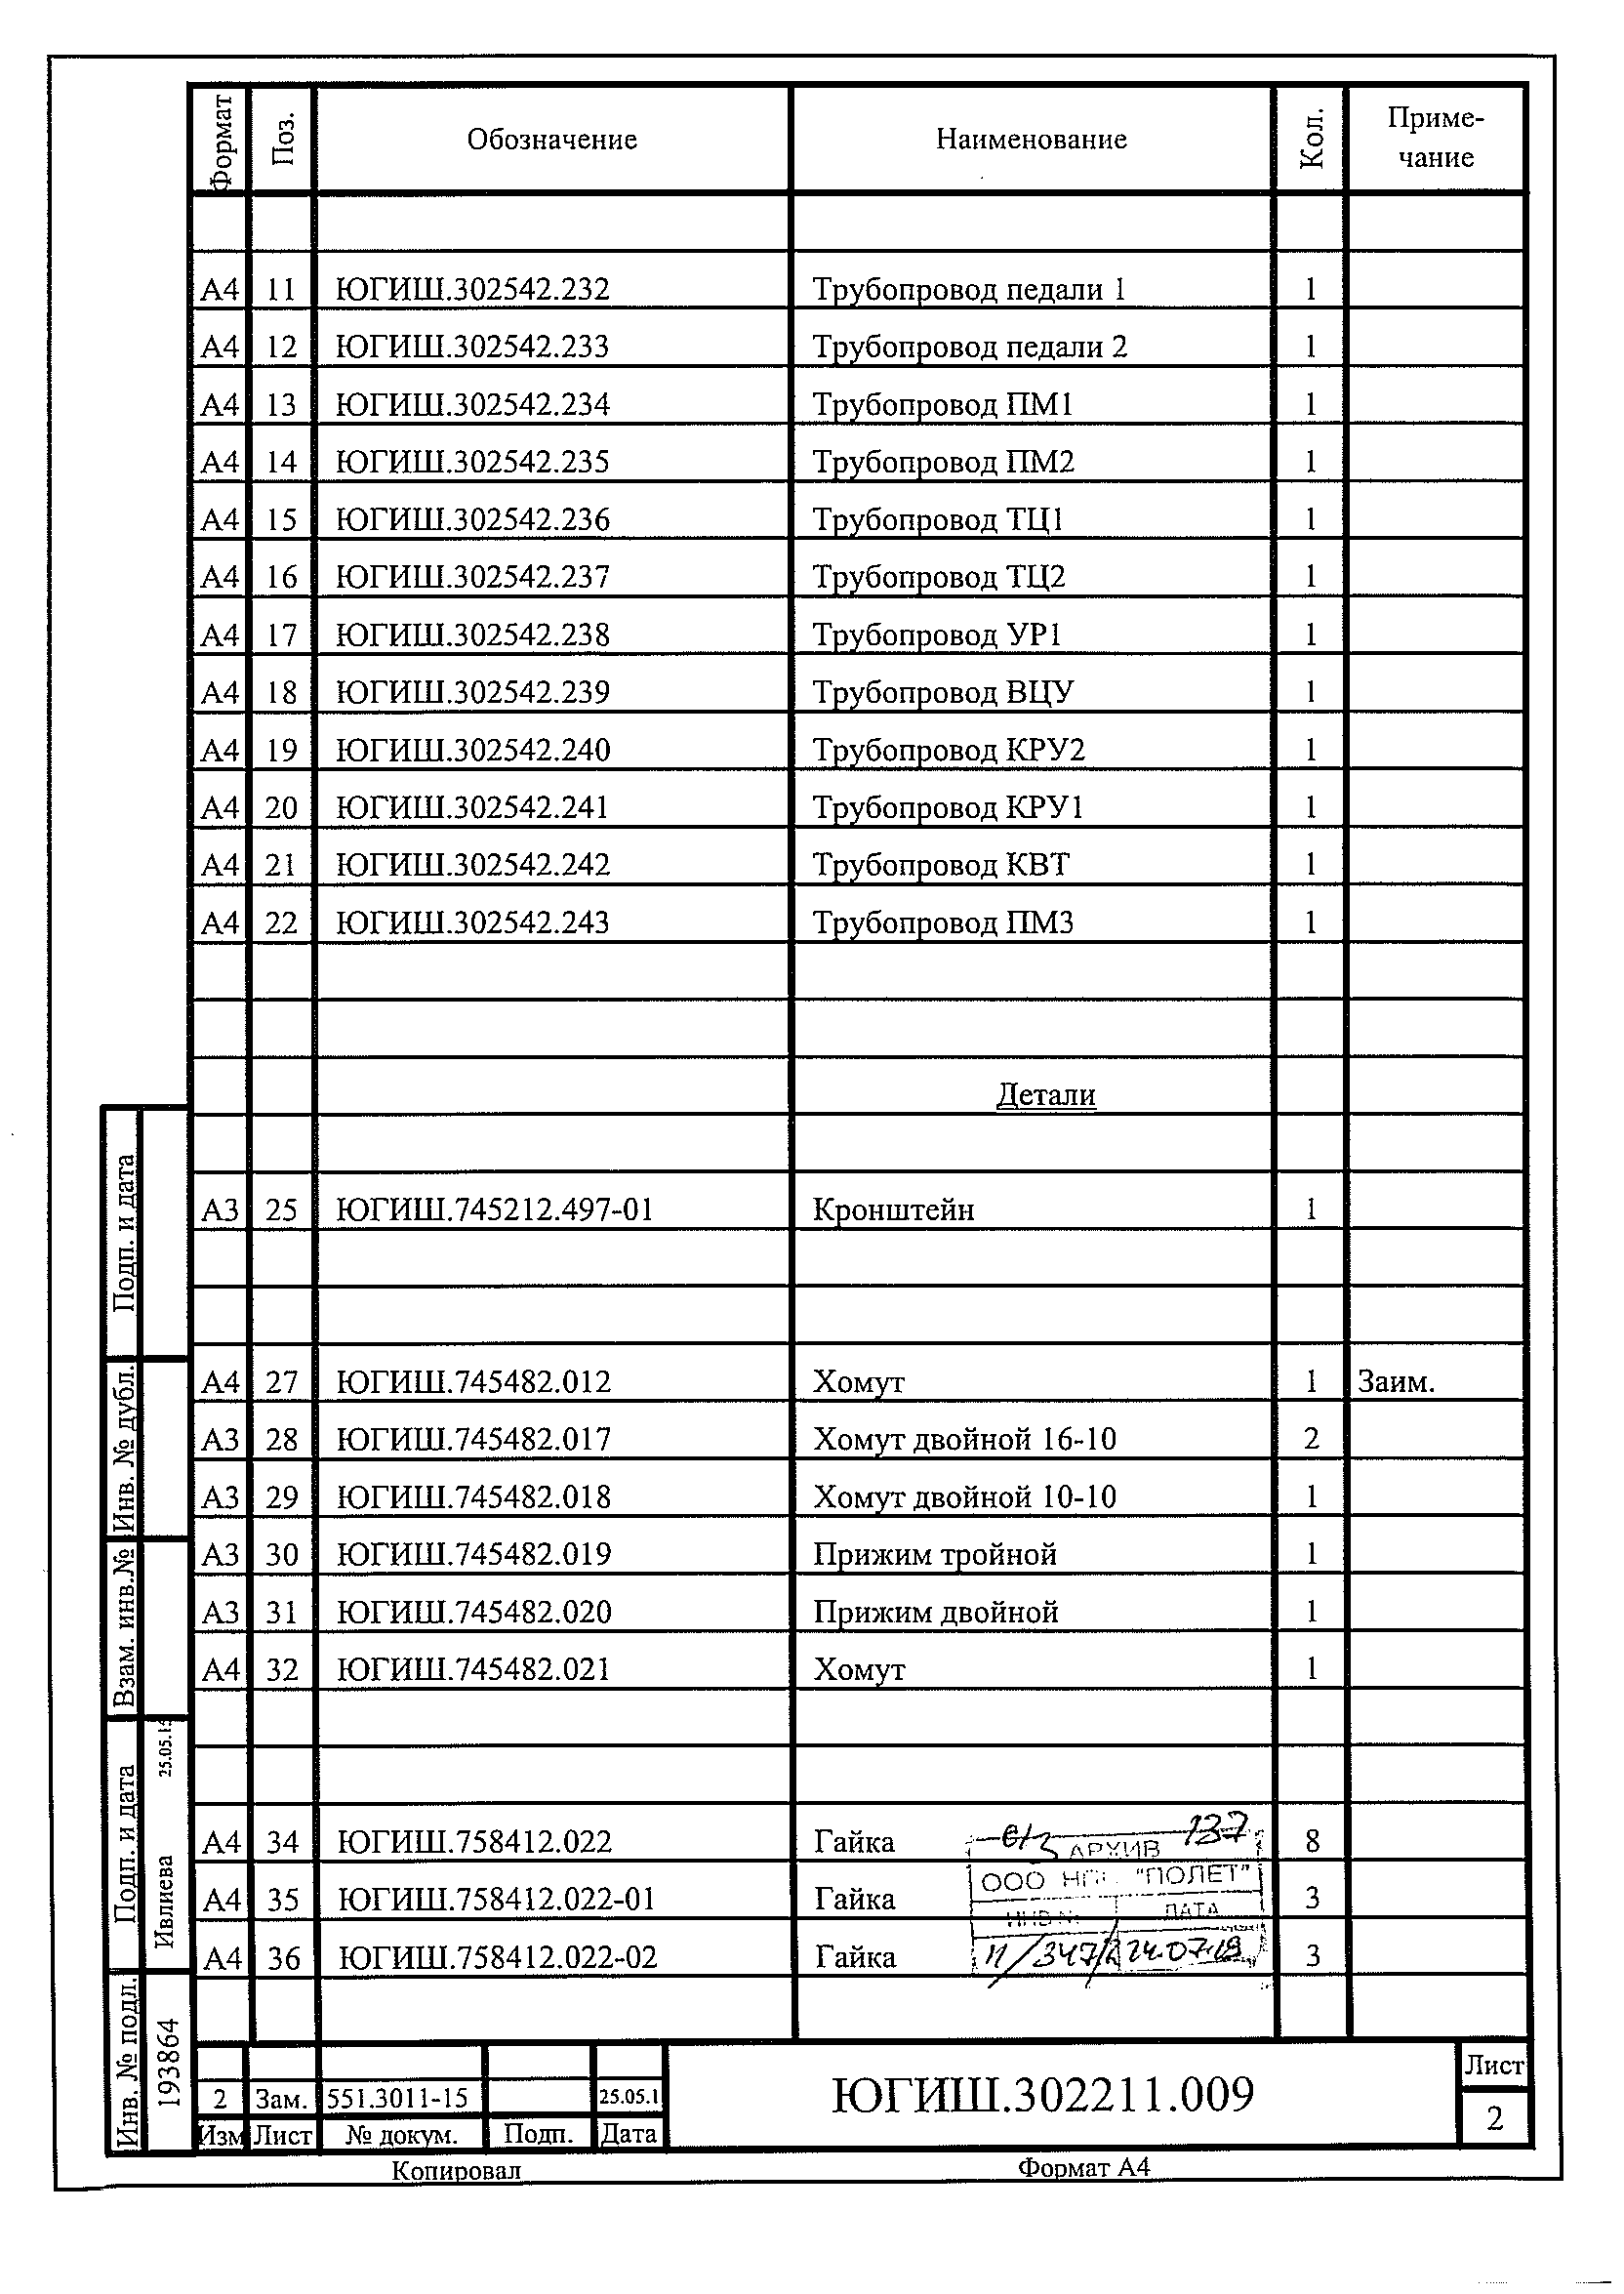 Формат Поз. Обозначение Наименование Кол. Приме-
чание
А4 11 ЮГИШ.302542.232 Трубопровод педали 1 1
А4 12 ЮГИШ.302542.233 Трубопровод педали 2 1
А4 13 ЮГИШ.302542.234 Трубопровод ПМ1 1
А4 14 ЮГИШ.302542.235 Трубопровод ПМ2 1
А4 15 ЮГИШ.302542.236 Трубопровод ТЦ1 1
А4 16 ЮГИШ.302542.237 Трубопровод ТЦ2 1
А4 17 ЮГИШ.302542.238 Трубопровод УР1 1
А4 18 ЮГИШ.302542.239 Трубопровод ВЦУ 1
А4 19 ЮГИШ.302542.240 Трубопровод КРУ2 1
А4 20 ЮГИШ.302542.241 Трубопровод КРУ1 1
А4 21 ЮГИШ.302542.242 Трубопровод КВТ 1
А4 22 ЮГИШ.302542.243 Трубопровод ПМ3 1
Детали
А3 25 ЮГИШ.745212.497-01 Кронштейн 1
А4 27 ЮГИШ.745482.012 Хомут 1 Заим.
А3 28 ЮГИШ.745482.017 Хомут двойной 16-10 2
А3 29 ЮГИШ.745482.018 Хомут двойной 10-10 1
А3 30 ЮГИШ.745482.019 Прижим тройной 1
А3 31 ЮГИШ.745482.020 Прижим двойной 1
А4 32 ЮГИШ.745482.021 Хомут 1
А4 34 ЮГИШ.758412.022 Гайка 8
А4 35 ЮГИШ.758412.022-01 Гайка 3
А4 36 ЮГИШ.758412.022-02 Гайка 3
137
АРХИВ
ООО "ПОЛЕТ"
ИНВ № ДАТА
24.07.19
Подп. и дата
Инв. № дубл.
Взам. инв.№
Подп. и дата Ивлиева 25.05.15
Инв. № подл. 193864
2 Зам. 551.3011-15 25.05.1
Изм Лист № докум. Подп. Дата
ЮГИШ.302211.009
Лист
2
Копировал Формат А4